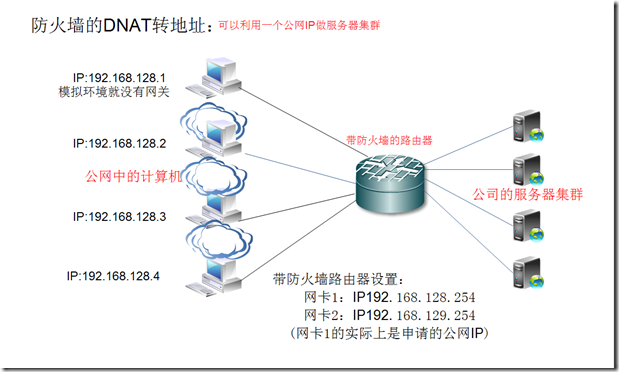 防火墙的DNAT转地址：可以利用一个公网IP做服务器集群
IP:192.168.128.1
模拟环境就没有网关
带防火墙的路由器
IP:192.168.128.2
公网中的计算机
公司的服务器集群
IP:192.168.128.3
IP:192.168.128.4
带防火墙路由器设置：
网卡1：IP192.168.128.254
网卡2：IP192.168.129.254
(网卡1的实际上是申请的公网IP)